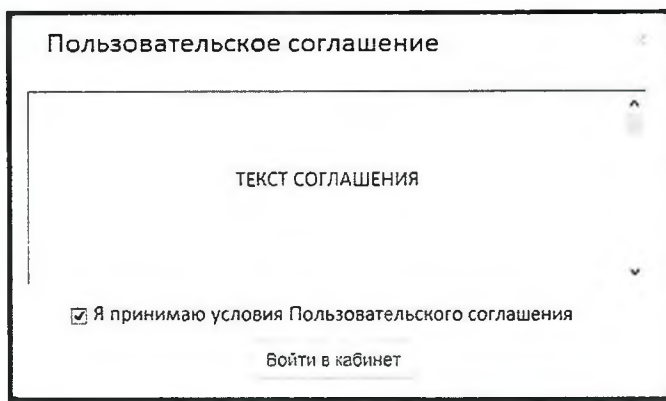 Пользовательское соглашение
ТЕКСТ СОГЛАШЕНИЯ
Я принимаю условия Пользовательского соглашения
Войти в кабинет